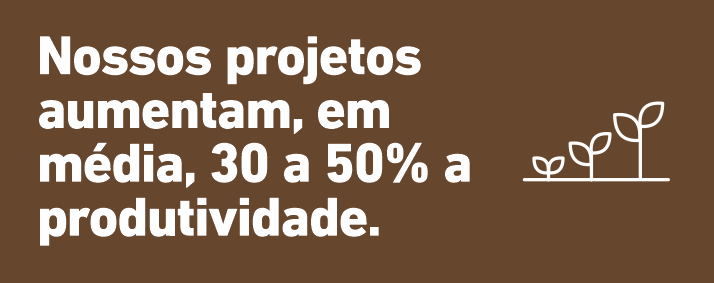 Nossos projetos
aumentam, em
média, 30 a 50% a
produtividade.